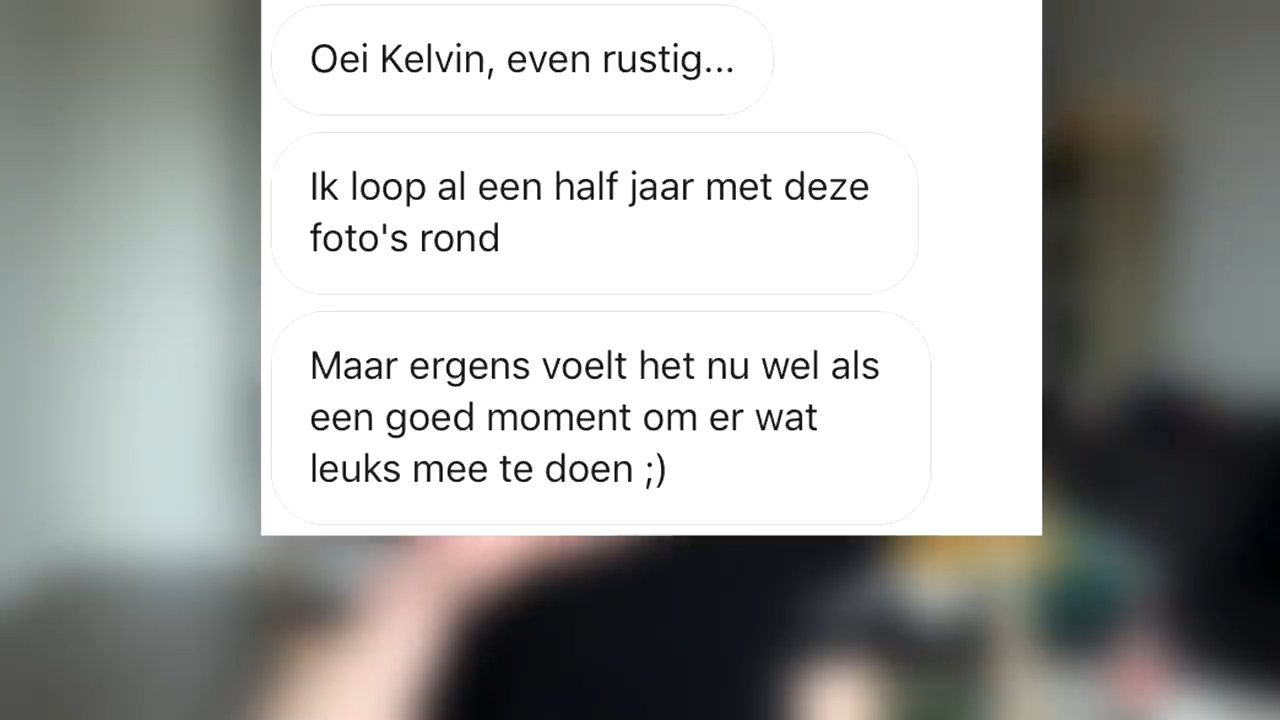 Oei Kelvin, even rustig...
Ik loop al een half jaar met deze
foto's rond
Maar ergens voelt het nu wel als
een goed moment om er wat
leuks mee te doen ;)